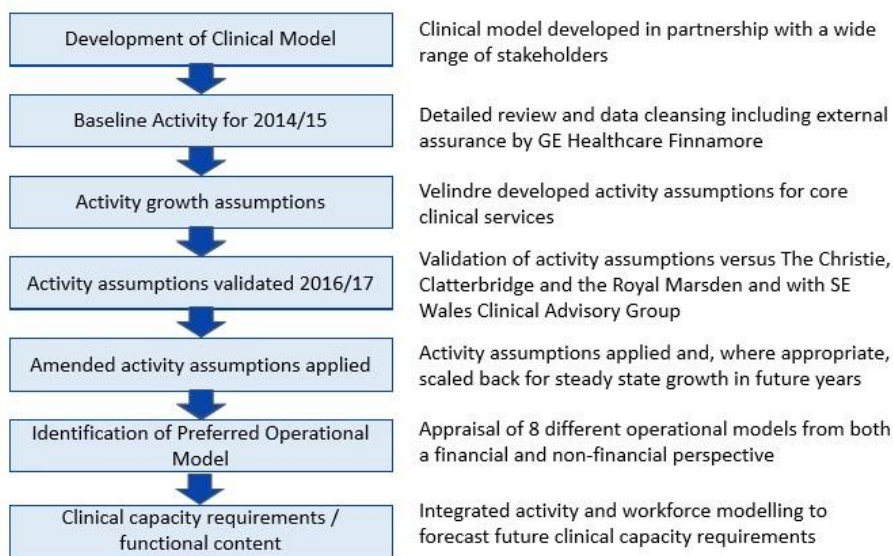 Development of Clinical Model
Clinical model developed in partnership with a wide
range of stakeholders
Baseline Activity for 2014/15
Detailed review and data cleansing including external
assurance by GE Healthcare Finnamore
Activity growth assumptions
Velindre developed activity assumptions for core
clinical services
Activity assumptions validated 2016/17
Validation of activity assumptions versus The Christie,
Clatterbridge and the Royal Marsden and with SE
Wales Clinical Advisory Group
Amended activity assumptions applied
Activity assumptions applied and, where appropriate,
scaled back for steady state growth in future years
Identification of Preferred Operational
Model
Appraisal of 8 different operational models from both
a financial and non-financial perspective
Clinical capacity requirements /
functional content
Integrated activity and workforce modelling to
forecast future clinical capacity requirements